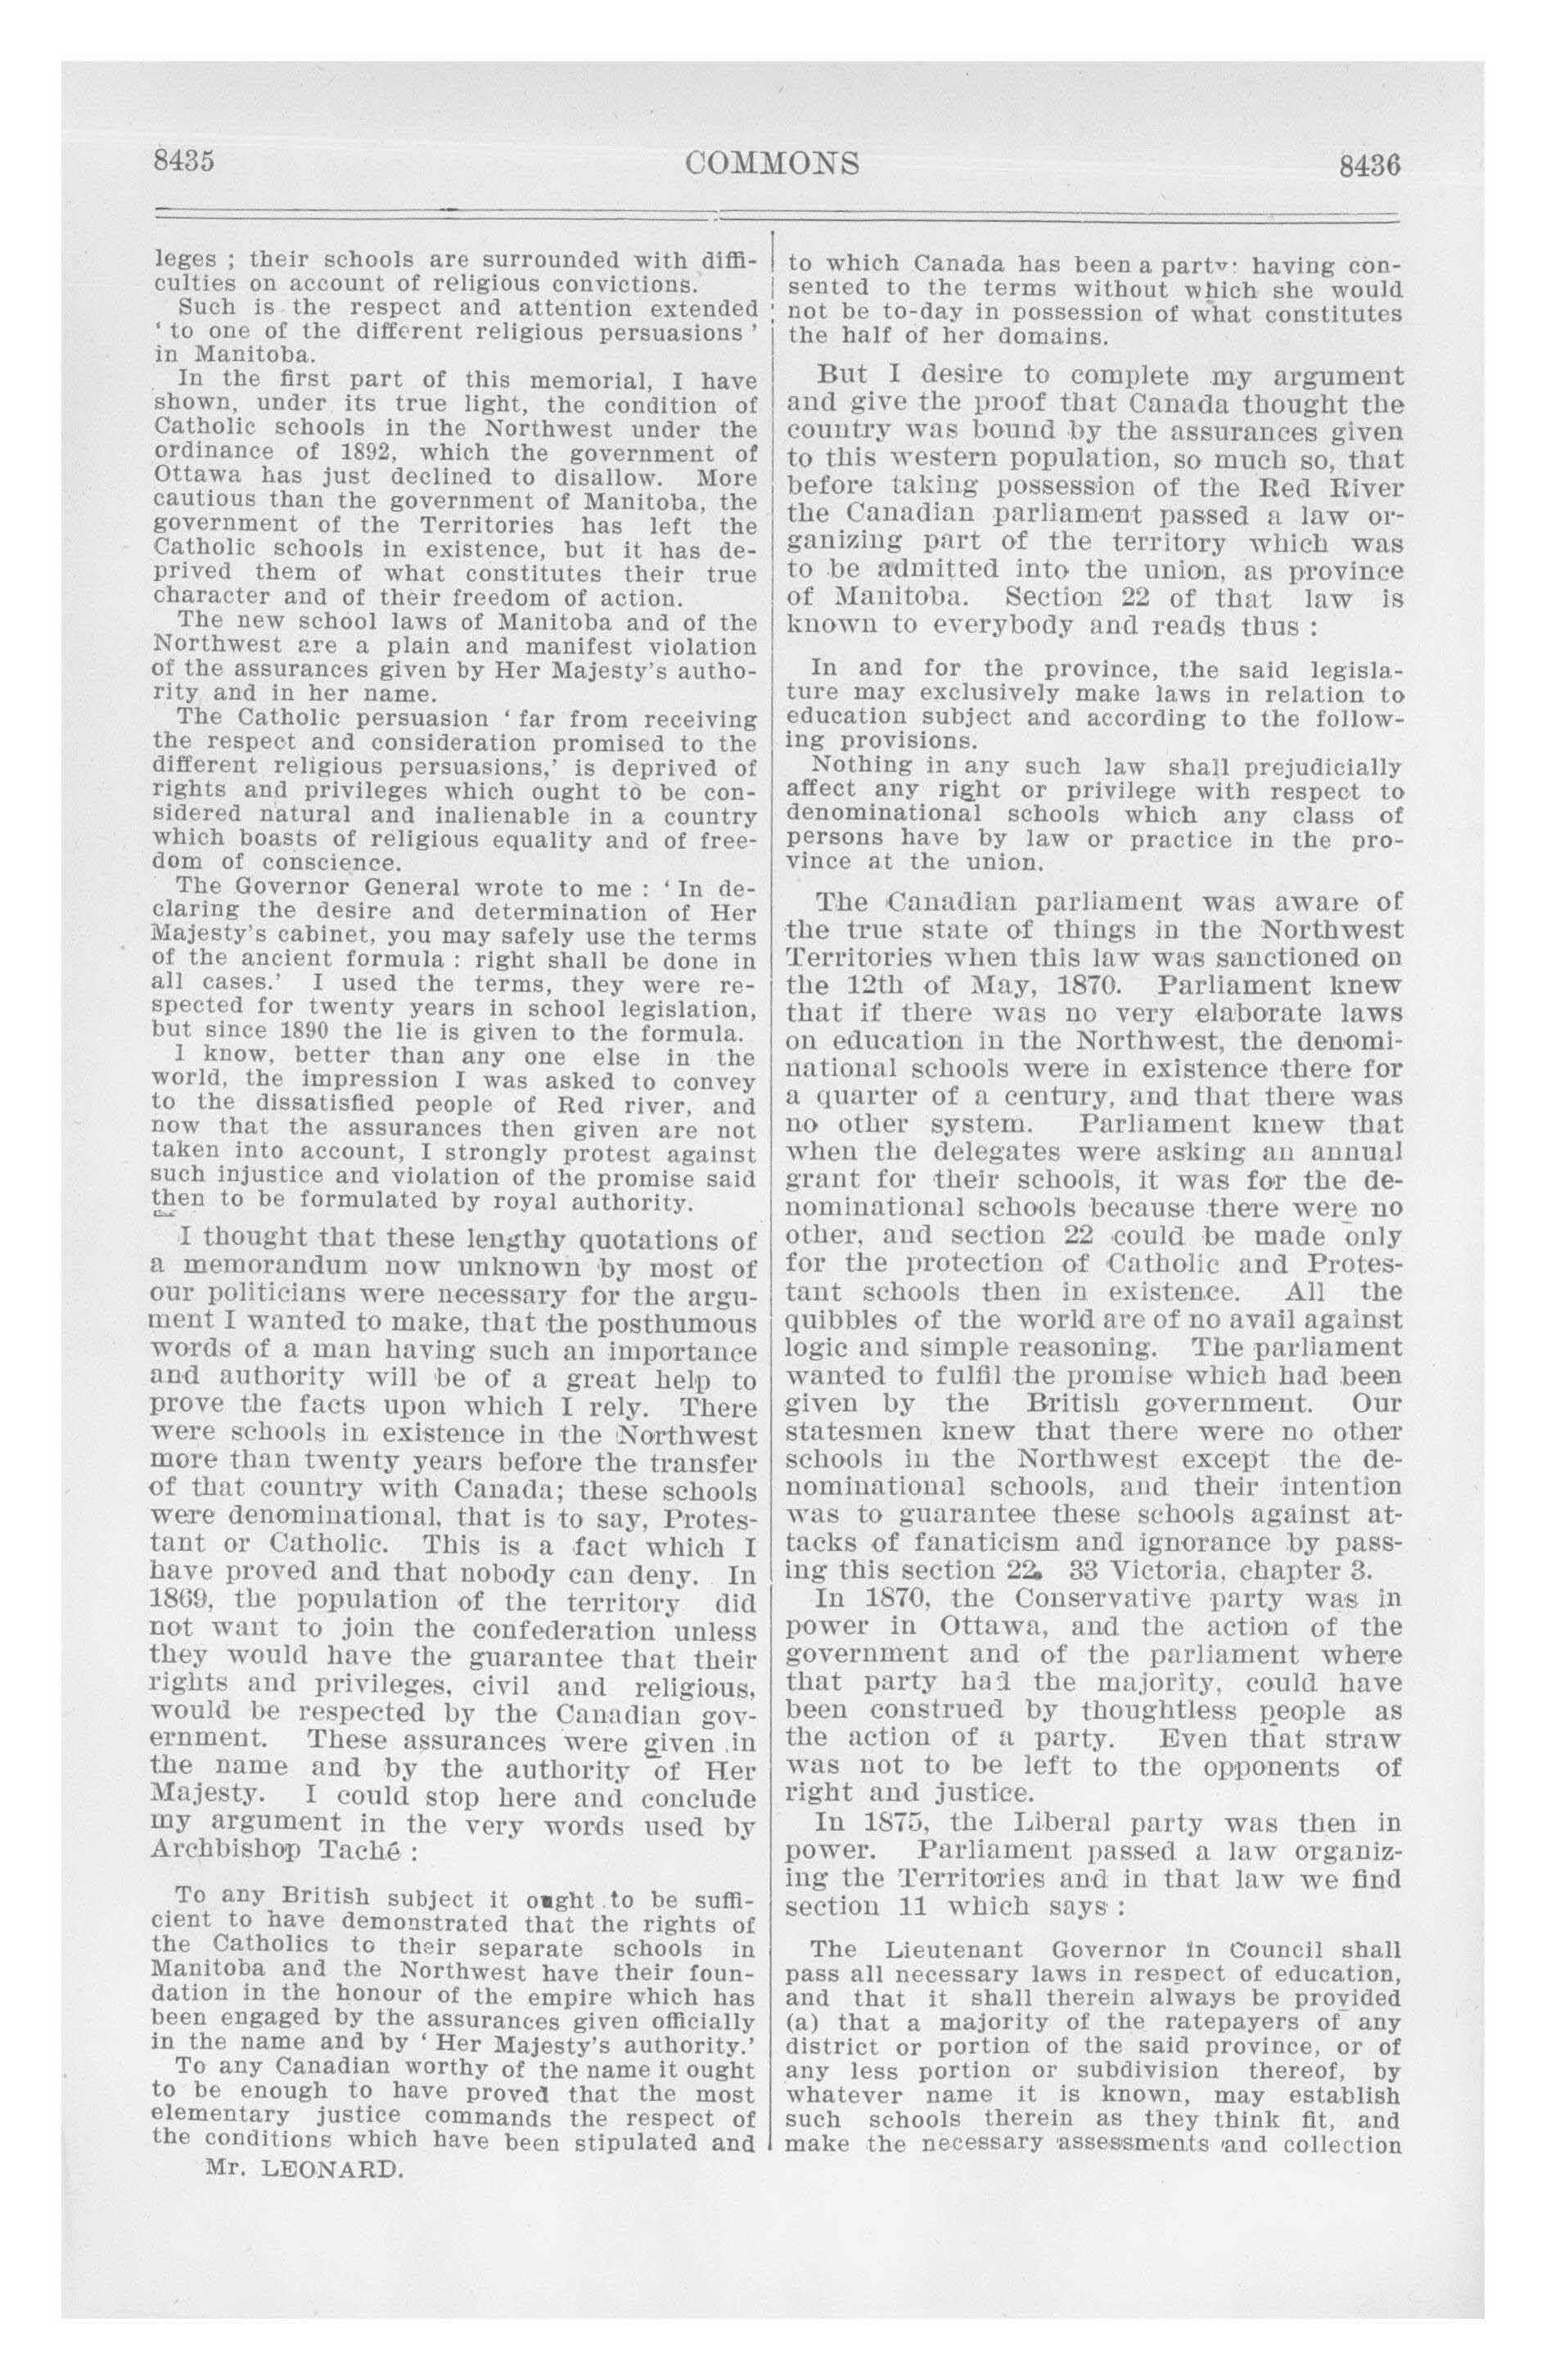 8435
COMMONS
8436
leges ; their schools are surrounded with diffi-
culties on account of religious convictions.
Such is the respect and attention extended
‘ to one of the different religious persuasions ’
in Manitoba.
In the first part of this memorial, I have
shown, under its true light, the condition of
Catholic schools in the Northwest under the
ordinance of 1892, which the government of
Ottawa has just declined to disallow. More
cautious than the government of Manitoba, the
government of the Territories has left the
Catholic schools in existence, but it has de-
prived them of what constitutes their true
character and of their freedom of action.
The new school laws of Manitoba and of the
Northwest are a plain and manifest violation
of the assurances given by Her Majesty's autho-
rity and in her name.
The Catholic persuasion ‘ far from receiving
the respect and consideration promised to the
different religious persuasions,’ is deprived of
rights and privileges which ought to be con-
sidered natural and inalienable in a country
which boasts of religious equality and of free-
dom of conscience.
The Governor General wrote to me : ‘ In de-
claring the desire and determination of Her
Majesty's cabinet, you may safely use the terms
of the ancient formula : right shall be done in
all cases.’ I used the terms, they were re-
spected for twenty years in school legislation,
but since 1890 the lie is given to the formula.
I know, better than any one else in the
world, the impression I was asked to convey
to the dissatisfied people of Red river, and
now that the assurances then given are not
taken into account, I strongly protest against
such injustice and violation of the promise said
then to be formulated by royal authority.
I thought that these lengthy quotations of
a memorandum now unknown by most of
our politicians were necessary for the argu-
ment I wanted to make, that the posthumous
words of a man having such an importance
and authority will be of a great help to
prove the facts upon which I rely. There
were schools in existence in the Northwest
more than twenty years before the transfer
of that country with Canada; these schools
were denominational, that is to say, Protes-
tant or Catholic. This is a fact which I
have proved and that nobody can deny. In
1869, the population of the territory did
not want to join the confederation unless
they would have the guarantee that their
rights and privileges, civil and religious,
would be respected by the Canadian gov-
ernment. These assurances were given in
the name and by the authority of Her
Majesty. I could stop here and conclude
my argument in the very words used by
Archbishop Taché :
To any British subject it ought to be suffi-
cient to have demonstrated that the rights of
the Catholics to their separate schools in
Manitoba and the Northwest have their foun-
dation in the honour of the empire which has
been engaged by the assurances given officially
in the name and by ‘ Her Majesty's authority.’
To any Canadian worthy of the name it ought
to be enough to have proved that the most
elementary justice commands the respect of
the conditions which have been stipulated and
Mr. LEONARD.
to which Canada has been a party: having con-
sented to the terms without which she would
not be to-day in possession of what constitutes
the half of her domains.
But I desire to complete my argument
and give the proof that Canada thought the
country was bound by the assurances given
to this western population, so much so, that
before taking possession of the Red River
the Canadian parliament passed a law or-
ganizing part of the territory which was
to be admitted into the union, as province
of Manitoba. Section 22 of that law is
known to everybody and reads thus :
In and for the province, the said legisla-
ture may exclusively make laws in relation to
education subject and according to the follow-
ing provisions.
Nothing in any such law shall prejudicially
affect any right or privilege with respect to
denominational schools which any class of
persons have by law or practice in the pro-
vince at the union.
The Canadian parliament was aware of
the true state of things in the Northwest
Territories when this law was sanctioned on
the 12th of May, 1870. Parliament knew
that if there was no very elaborate laws
on education in the Northwest, the denomi-
national schools were in existence there for
a quarter of a century, and that there was
no other system. Parliament knew that
when the delegates were asking an annual
grant for their schools, it was for the de-
nominational schools because there were no
other, and section 22 could be made only
for the protection of Catholic and Protes-
tant schools then in existence. All the
quibbles of the world are of no avail against
logic and simple reasoning. The parliament
wanted to fulfil the promise which had been
given by the British government. Our
statesmen knew that there were no other
schools in the Northwest except the de-
nominational schools, and their intention
was to guarantee these schools against at-
tacks of fanaticism and ignorance by pass-
ing this section 22. 33 Victoria, chapter 3.
In 1870, the Conservative party was in
power in Ottawa, and the action of the
government and of the parliament where
that party had the majority, could have
been construed by thoughtless people as
the action of a party. Even that straw
was not to be left to the opponents of
right and justice.
In 1875, the Liberal party was then in
power. Parliament passed a law organiz-
ing the Territories and in that law we find
section 11 which says :
The Lieutenant Governor in Council shall
pass all necessary laws in respect of education,
and that it shall therein always be provided
(a) that a majority of the ratepayers of any
district or portion of the said province, or of
any less portion or subdivision thereof, by
whatever name it is known, may establish
such schools therein as they think fit, and
make the necessary assessments and collection